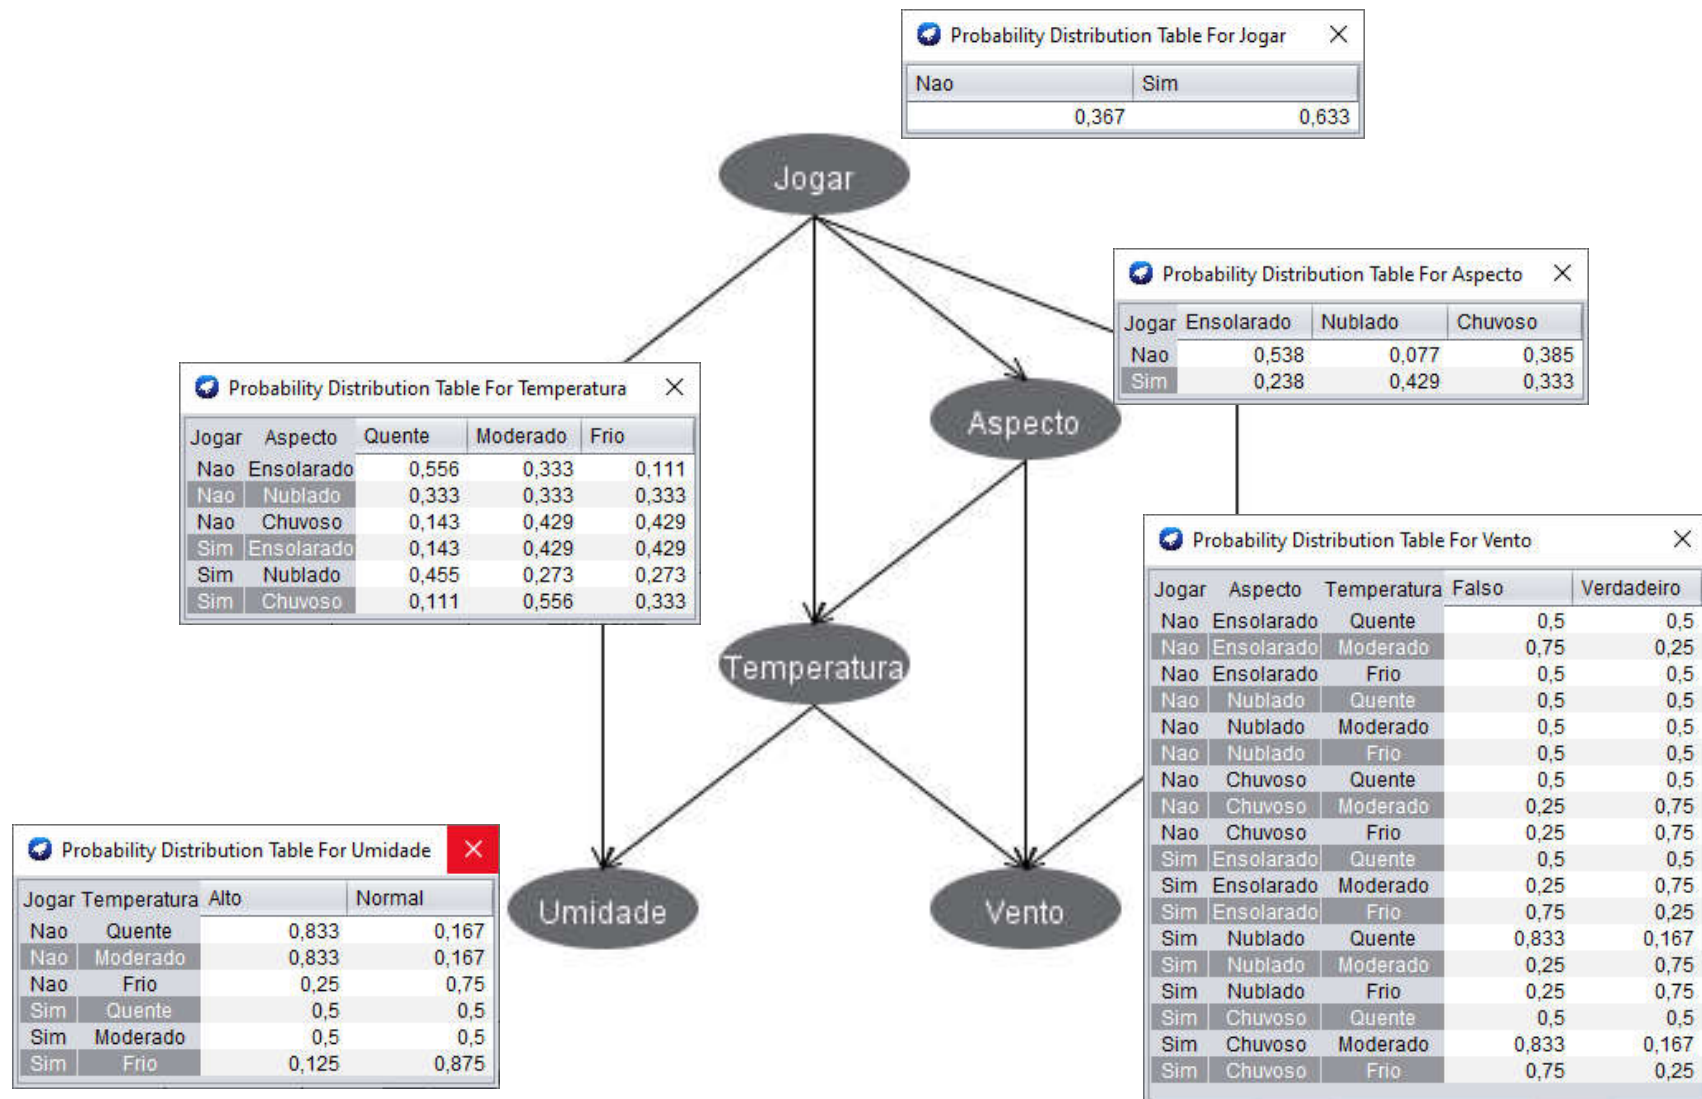 Probability Distribution Table For Jogar
Nao Sim
0,367 0,633
Jogar
Probability Distribution Table For Aspecto
Jogar Ensolarado Nublado Chuvoso
Nao 0,538 0,077 0,385
Sim 0,238 0,429 0,333
Probability Distribution Table For Temperatura
Jogar Aspecto Quente Moderado Frio
Nao Ensolarado 0,556 0,333 0,111
Nao Nublado 0,333 0,333 0,333
Nao Chuvoso 0,143 0,429 0,429
Sim Ensolarado 0,143 0,429 0,429
Sim Nublado 0,455 0,273 0,273
Sim Chuvoso 0,111 0,556 0,333
Aspecto
Probability Distribution Table For Vento
Jogar Aspecto Temperatura Falso Verdadeiro
Nao Ensolarado Quente 0,5 0,5
Nao Ensolarado Moderado 0,75 0,25
Nao Ensolarado Frio 0,5 0,5
Nao Nublado Quente 0,5 0,5
Nao Nublado Moderado 0,5 0,5
Nao Nublado Frio 0,5 0,5
Nao Chuvoso Quente 0,5 0,5
Nao Chuvoso Moderado 0,25 0,75
Nao Chuvoso Frio 0,25 0,75
Sim Ensolarado Quente 0,5 0,5
Sim Ensolarado Moderado 0,25 0,75
Sim Ensolarado Frio 0,75 0,25
Sim Nublado Quente 0,833 0,167
Sim Nublado Moderado 0,25 0,75
Sim Nublado Frio 0,25 0,75
Sim Chuvoso Quente 0,5 0,5
Sim Chuvoso Moderado 0,833 0,167
Sim Chuvoso Frio 0,75 0,25
Temperatura
Probability Distribution Table For Umidade
Jogar Temperatura Alto Normal
Nao Quente 0,833 0,167
Nao Moderado 0,833 0,167
Nao Frio 0,25 0,75
Sim Quente 0,5 0,5
Sim Moderado 0,5 0,5
Sim Frio 0,125 0,875
Umidade
Vento